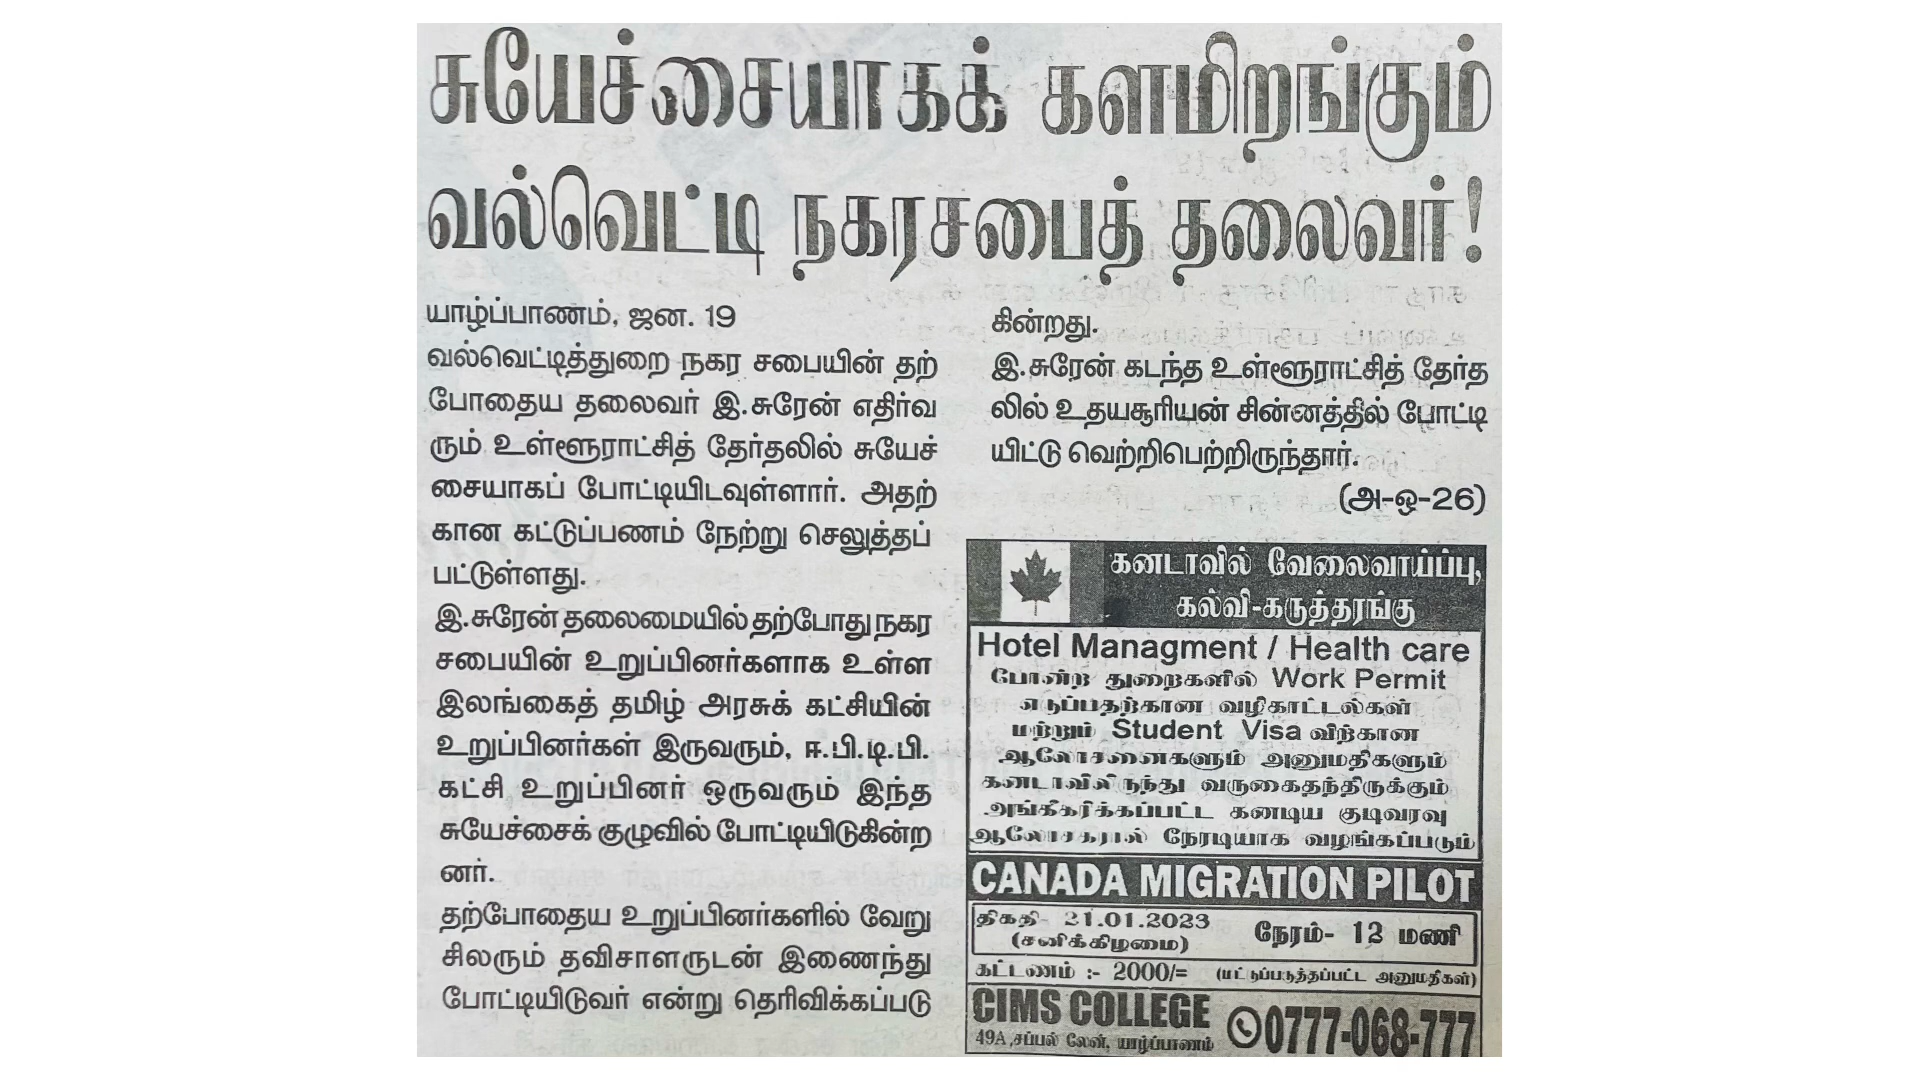 சுயேச்சையாகக் களமிறங்கும்
வல்வெட்டி நகரசபைத் தலைவர்!
யாழ்ப்பாணம், ஜன. 19
வல்வெட்டித்துறை நகர சபையின் தற்
போதைய தலைவர் இ.சுரேன் எதிர்வ
ரும் உள்ளூராட்சித் தேர்தலில் சுயேச்
சையாகப் போட்டியிடவுள்ளார். அதற்
கான கட்டுப்பணம் நேற்று செலுத்தப்
பட்டுள்ளது.
இ.சுரேன் தலைமையில் தற்போது நகர
சபையின் உறுப்பினர்களாக உள்ள
இலங்கைத் தமிழ் அரசுக் கட்சியின்
உறுப்பினர்கள் இருவரும், ஈ.பி.டி.பி.
கட்சி உறுப்பினர் ஒருவரும் இந்த
சுயேச்சைக் குழுவில் போட்டியிடுகின்ற
னர்.
தற்போதைய உறுப்பினர்களில் வேறு
சிலரும் தவிசாளருடன் இணைந்து
போட்டியிடுவர் என்று தெரிவிக்கப்படு
கின்றது.
இ.சுரேன் கடந்த உள்ளூராட்சித் தேர்த
லில் உதயசூரியன் சின்னத்தில் போட்டி
யிட்டு வெற்றிபெற்றிருந்தார்.
(அ-ஒ-26)
கனடாவில் வேலைவாய்ப்பு,
கல்வி-கருத்தரங்கு
Hotel Managment / Health care
போன்ற துறைகளில் Work Permit
எடுப்பதற்கான வழிகாட்டல்கள்
மற்றும் Student Visa விற்கான
ஆலோசனைகளும் அனுமதிகளும்
கனடாவிலிருந்து வருகைதந்திருக்கும்
அங்கீகரிக்கப்பட்ட கனடிய குடிவரவு
ஆலோசகரால் நேரடியாக வழங்கப்படும்
CANADA MIGRATION PILOT
திகதி- 21.01.2023
(சனிக்கிழமை)
நேரம்- 12 மணி
கட்டணம் :- 2000/= (மட்டுப்படுத்தப்பட்ட அனுமதிகள்)
CIMS COLLEGE
49A,சப்பல் லேன், யாழ்ப்பாணம்
0777-068-777